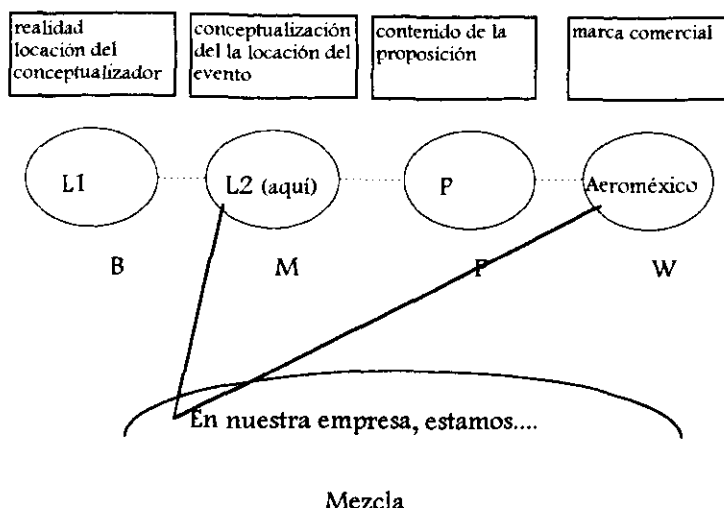 realidad
locación del
conceptualizador
conceptualización
del la locación del
evento
contenido de la
proposición
marca comercial
L1
L2 (aquí)
P
Aeroméxico
B
M
F
W
En nuestra empresa, estamos....
Mezcla